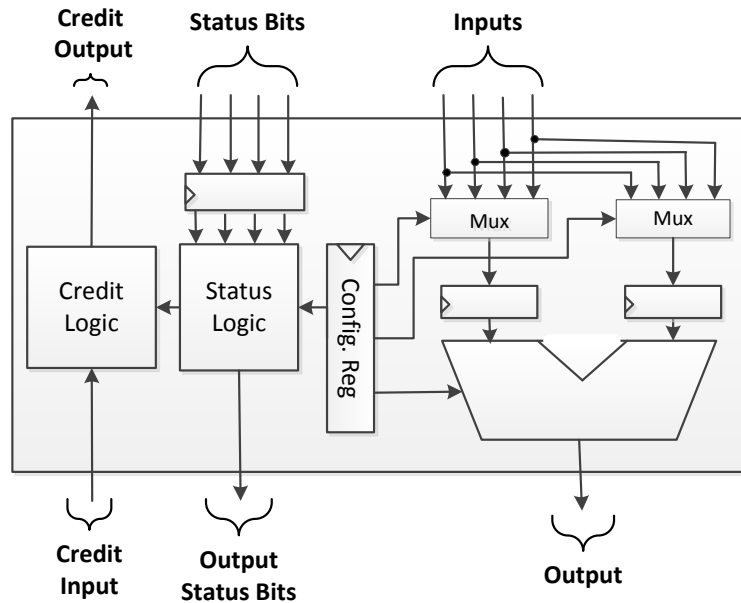 Credit
Output
Status Bits
Inputs
Mux
Mux
Credit
Logic
Status
Logic
Config. Reg
Credit
Input
Output
Status Bits
Output